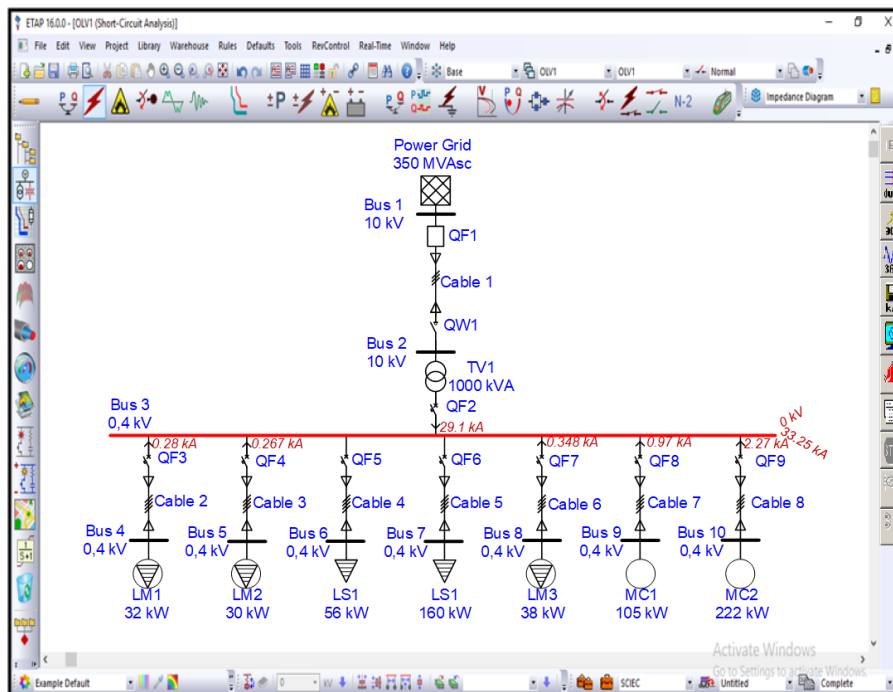 ETAP 16.0.0 - [OLV1 (Short-Circuit Analysis)]
File Edit View Project Library Warehouse Rules Defaults Tools RevControl Real-Time Window Help
Base OLV1 OLV1 Normal
N-2 Impedance Diagram
Power Grid
350 MVAsc
Bus 1
10 kV
QF1
Cable 1
QW1
Bus 2
10 kV
TV1
1000 kVA
QF2
Bus 3
0,4 kV
29.1 kA
0 kV
33.25 kA
0.28 kA 0.267 kA 0.348 kA 0.97 kA 2.27 kA
QF3 QF4 QF5 QF6 QF7 QF8 QF9
Cable 2 Cable 3 Cable 4 Cable 5 Cable 6 Cable 7 Cable 8
Bus 4 Bus 5 Bus 6 Bus 7 Bus 8 Bus 9 Bus 10
0,4 kV 0,4 kV 0,4 kV 0,4 kV 0,4 kV 0,4 kV 0,4 kV
LM1 LM2 LS1 LS1 LM3 MC1 MC2
32 kW 30 kW 56 kW 160 kW 38 kW 105 kW 222 kW
Activate Windows
Go to Settings to activate Windows.
Example Default 0 kV SCIEC Untitled Complete